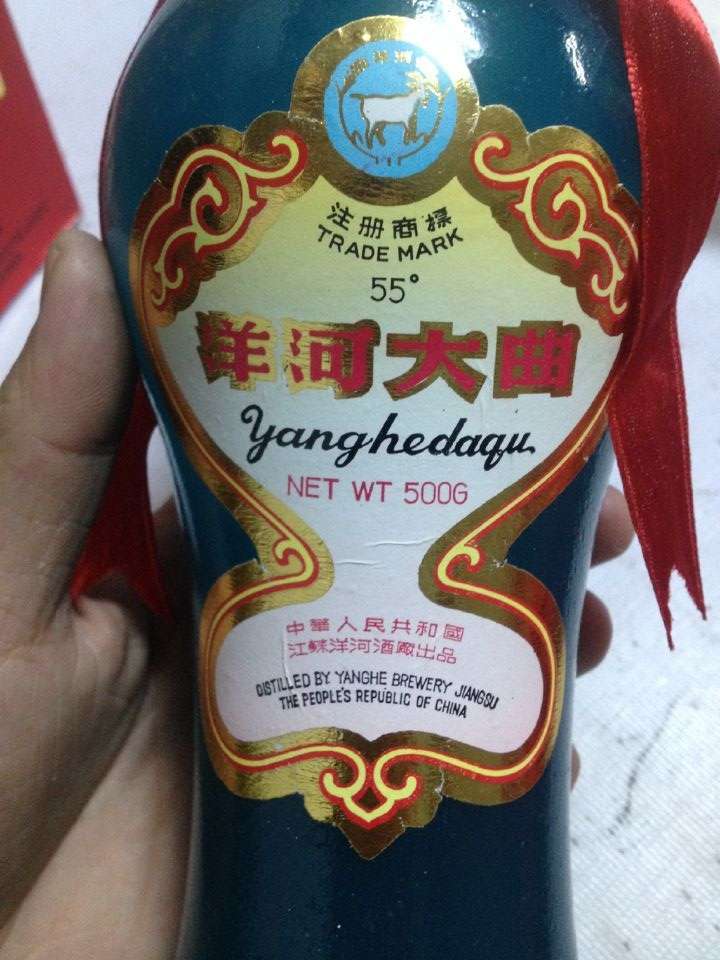 注册商標
TRADE MARK
55°
洋河大曲
Yanghedaqu
NET WT 500G
中華人民共和國
江蘇洋河酒廠出品
DISTILLED BY YANGHE BREWERY JIANGSU
THE PEOPLE'S REPUBLIC OF CHINA